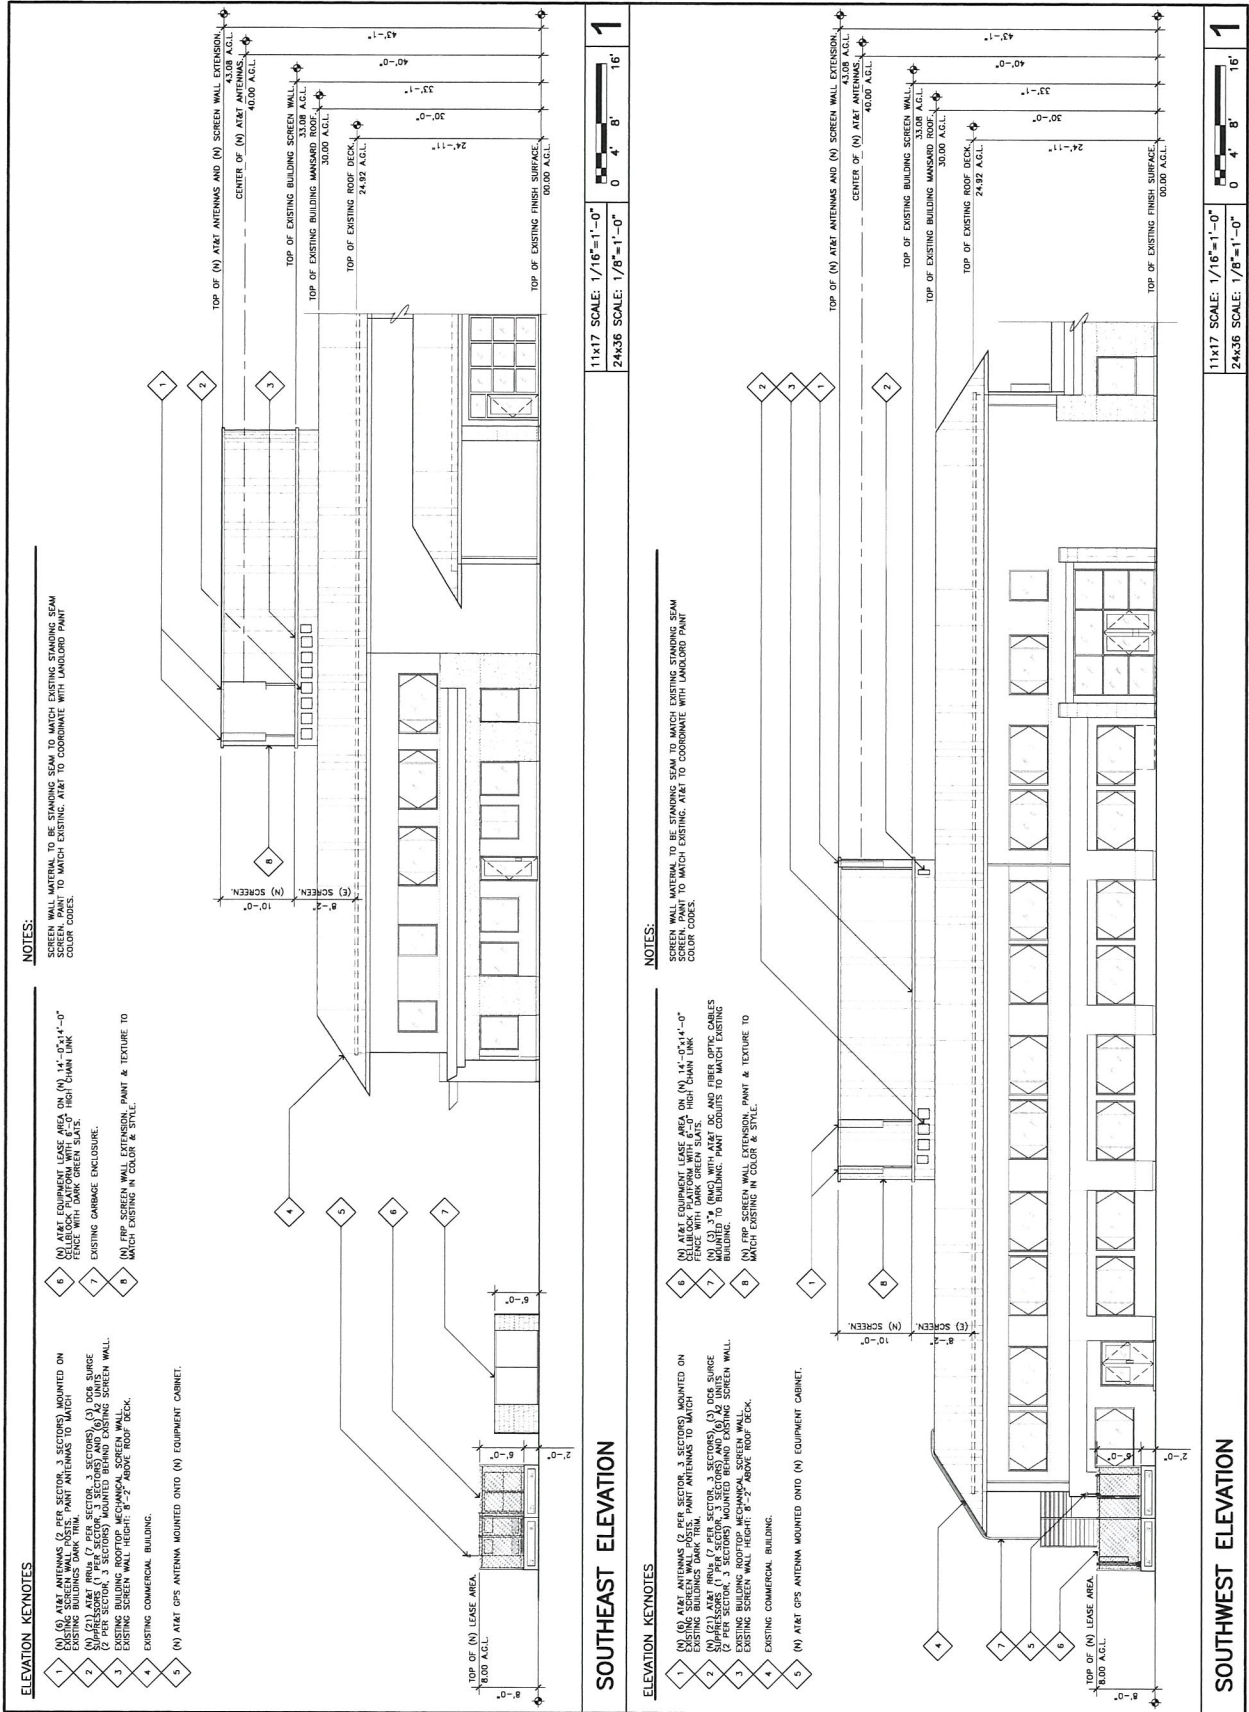 ELEVATION KEYNOTES
1 (N) (6) AT&T ANTENNAS (2 PER SECTOR, 3 SECTORS) MOUNTED ON
EXISTING SCREEN WALL POSTS. PAINT ANTENNAS TO MATCH
EXISTING BUILDINGS DARK TRIM.
2 (N) (21) AT&T RRUs (7 PER SECTOR, 3 SECTORS), (3) DC6 SURGE
SUPPRESSORS (1 PER SECTOR, 3 SECTORS) AND (6) A2 UNITS
(2 PER SECTOR, 3 SECTORS) MOUNTED BEHIND EXISTING SCREEN WALL.
3 EXISTING BUILDING ROOFTOP MECHANICAL SCREEN WALL.
EXISTING SCREEN WALL HEIGHT: 8'-2" ABOVE ROOF DECK.
4 EXISTING COMMERCIAL BUILDING.
5 (N) AT&T GPS ANTENNA MOUNTED ONTO (N) EQUIPMENT CABINET.
6 (N) AT&T EQUIPMENT LEASE AREA ON (N) 14'-0"x14'-0"
CELLBLOCK PLATFORM WITH 6'-0" HIGH CHAIN LINK
FENCE WITH DARK GREEN SLATS.
7 EXISTING GARBAGE ENCLOSURE.
8 (N) FRP SCREEN WALL EXTENSION, PAINT & TEXTURE TO
MATCH EXISTING IN COLOR & STYLE.
NOTES:
SCREEN WALL MATERIAL TO BE STANDING SEAM TO MATCH EXISTING STANDING SEAM
SCREEN. PAINT TO MATCH EXISTING. AT&T TO COORDINATE WITH LANDLORD PAINT
COLOR CODES.
1
2
3
8
4
5
6
7
10'-0"
(N) SCREEN.
8'-2"
(E) SCREEN.
TOP OF (N) AT&T ANTENNAS AND (N) SCREEN WALL EXTENSION.
43.08 A.G.L.
CENTER OF (N) AT&T ANTENNAS.
40.00 A.G.L.
TOP OF EXISTING BUILDING SCREEN WALL.
33.08 A.G.L.
TOP OF EXISTING BUILDING MANSARD ROOF.
30.00 A.G.L.
TOP OF EXISTING ROOF DECK.
24.92 A.G.L.
TOP OF EXISTING FINISH SURFACE.
00.00 A.G.L.
43'-1"
40'-0"
33'-1"
30'-0"
24'-11"
TOP OF (N) LEASE AREA.
8.00 A.G.L.
8'-0"
6'-0"
2'-0"
6'-0"
SOUTHEAST ELEVATION
11x17 SCALE: 1/16"=1'-0"
24x36 SCALE: 1/8"=1'-0"
0 4' 8' 16'
1
ELEVATION KEYNOTES
1 (N) (6) AT&T ANTENNAS (2 PER SECTOR, 3 SECTORS) MOUNTED ON
EXISTING SCREEN WALL POSTS. PAINT ANTENNAS TO MATCH
EXISTING BUILDINGS DARK TRIM.
2 (N) (21) AT&T RRUs (7 PER SECTOR, 3 SECTORS), (3) DC6 SURGE
SUPPRESSORS (1 PER SECTOR, 3 SECTORS) AND (6) A2 UNITS
(2 PER SECTOR, 3 SECTORS) MOUNTED BEHIND EXISTING SCREEN WALL.
3 EXISTING BUILDING ROOFTOP MECHANICAL SCREEN WALL.
EXISTING SCREEN WALL HEIGHT: 8'-2" ABOVE ROOF DECK.
4 EXISTING COMMERCIAL BUILDING.
5 (N) AT&T GPS ANTENNA MOUNTED ONTO (N) EQUIPMENT CABINET.
6 (N) AT&T EQUIPMENT LEASE AREA ON (N) 14'-0"x14'-0"
CELLBLOCK PLATFORM WITH 6'-0" HIGH CHAIN LINK
FENCE WITH DARK GREEN SLATS.
7 (N) (3) 3"ø (RMC) WITH AT&T DC AND FIBER OPTIC CABLES
MOUNTED TO BUILDING. PIANT CODUITS TO MATCH EXISTING
BUILDING.
8 (N) FRP SCREEN WALL EXTENSION, PAINT & TEXTURE TO
MATCH EXISTING IN COLOR & STYLE.
NOTES:
SCREEN WALL MATERIAL TO BE STANDING SEAM TO MATCH EXISTING STANDING SEAM
SCREEN. PAINT TO MATCH EXISTING. AT&T TO COORDINATE WITH LANDLORD PAINT
COLOR CODES.
2
3
1
2
1
8
4
7
5
6
10'-0"
(N) SCREEN.
8'-2"
(E) SCREEN.
TOP OF (N) AT&T ANTENNAS AND (N) SCREEN WALL EXTENSION.
43.08 A.G.L.
CENTER OF (N) AT&T ANTENNAS.
40.00 A.G.L.
TOP OF EXISTING BUILDING SCREEN WALL.
33.08 A.G.L.
TOP OF EXISTING BUILDING MANSARD ROOF.
30.00 A.G.L.
TOP OF EXISTING ROOF DECK.
24.92 A.G.L.
TOP OF EXISTING FINISH SURFACE.
00.00 A.G.L.
43'-1"
40'-0"
33'-1"
30'-0"
24'-11"
TOP OF (N) LEASE AREA.
8.00 A.G.L.
8'-0"
6'-0"
2'-0"
SOUTHWEST ELEVATION
11x17 SCALE: 1/16"=1'-0"
24x36 SCALE: 1/8"=1'-0"
0 4' 8' 16'
1